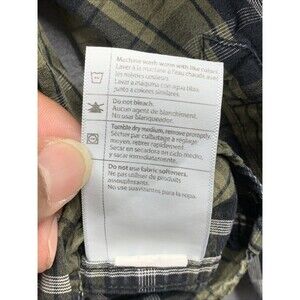 Machine wash warm with like colors.
Laver à la machine à l'eau chaude avec
les mêmes couleurs.
Lavar a máquina con agua tibia,
junto a colores similares.
Do not bleach.
Aucun agent de blanchiment.
No use blanqueador.
Tumble dry medium, remove promptly.
Sécher par culbutage à réglage
moyen, retirer rapidement.
Secar en secadora en ciclo medio,
y sacar inmediatamente.
Do not use fabric softeners.
Ne pas utiliser de produits
assouplissants.
No use suavizantes para la ropa.